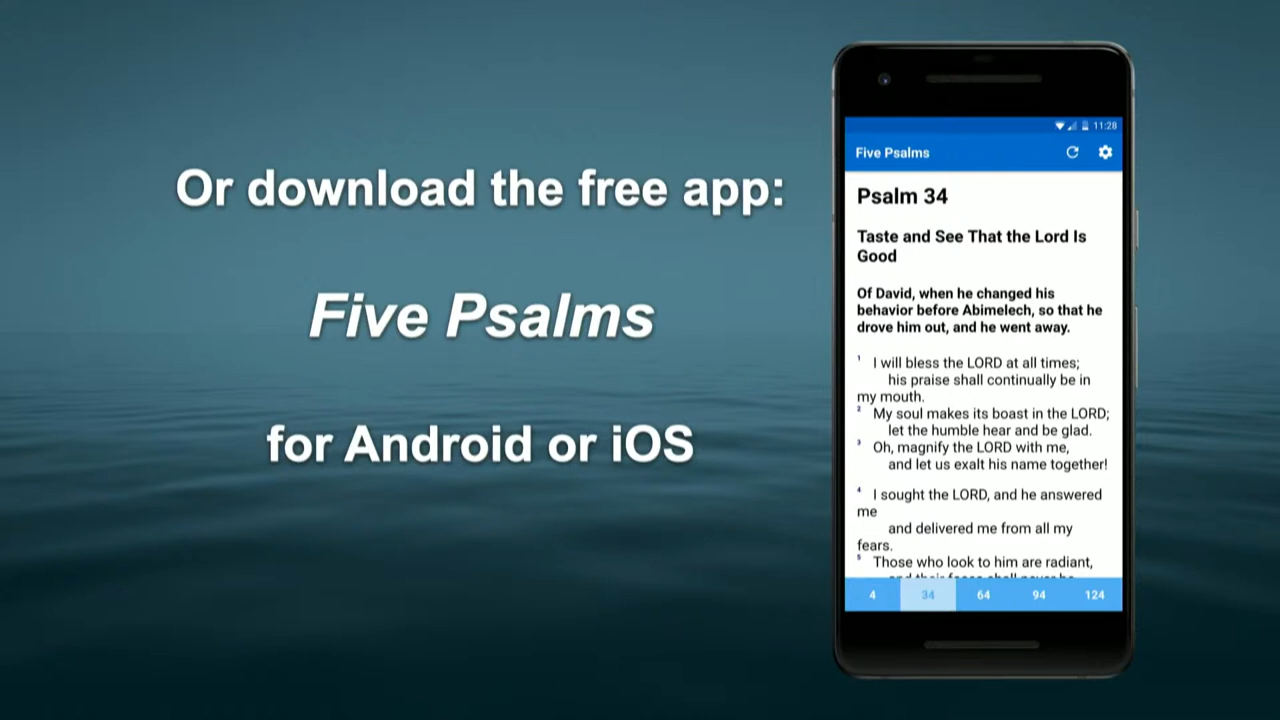 Or download the free app:
Five Psalms
for Android or iOS
11:28
Five Psalms
Psalm 34
Taste and See That the Lord Is
Good
Of David, when he changed his
behavior before Abimelech, so that he
drove him out, and he went away.
1 I will bless the LORD at all times;
his praise shall continually be in
my mouth.
2 My soul makes its boast in the LORD;
let the humble hear and be glad.
3 Oh, magnify the LORD with me,
and let us exalt his name together!
4 I sought the LORD, and he answered
me
and delivered me from all my
fears.
5 Those who look to him are radiant,
and their faces shall never be
4 34 64 94 124